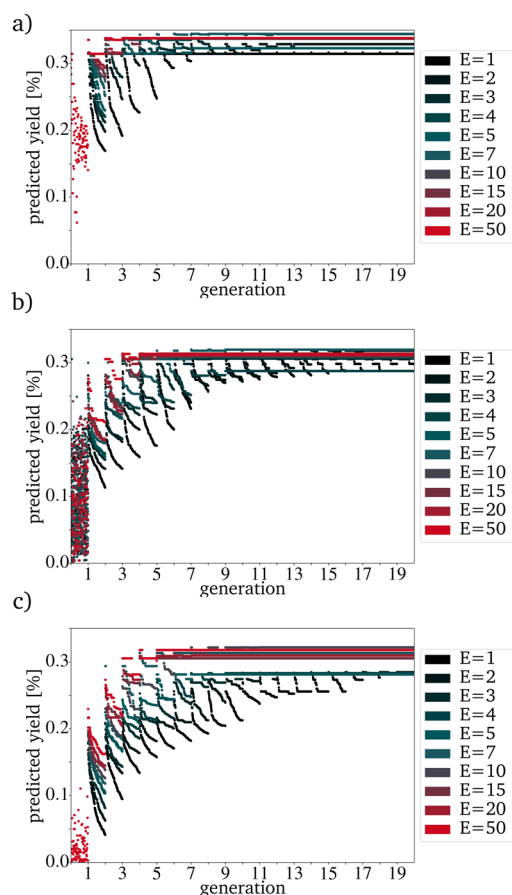 a)
predicted yield [%]
0.3
0.2
0.1
0.0
1 3 5 7 9 11 13 15 17 19
generation
E=1
E=2
E=3
E=4
E=5
E=7
E=10
E=15
E=20
E=50
b)
predicted yield [%]
0.3
0.2
0.1
0.0
1 3 5 7 9 11 13 15 17 19
generation
E=1
E=2
E=3
E=4
E=5
E=7
E=10
E=15
E=20
E=50
c)
predicted yield [%]
0.3
0.2
0.1
0.0
1 3 5 7 9 11 13 15 17 19
generation
E=1
E=2
E=3
E=4
E=5
E=7
E=10
E=15
E=20
E=50